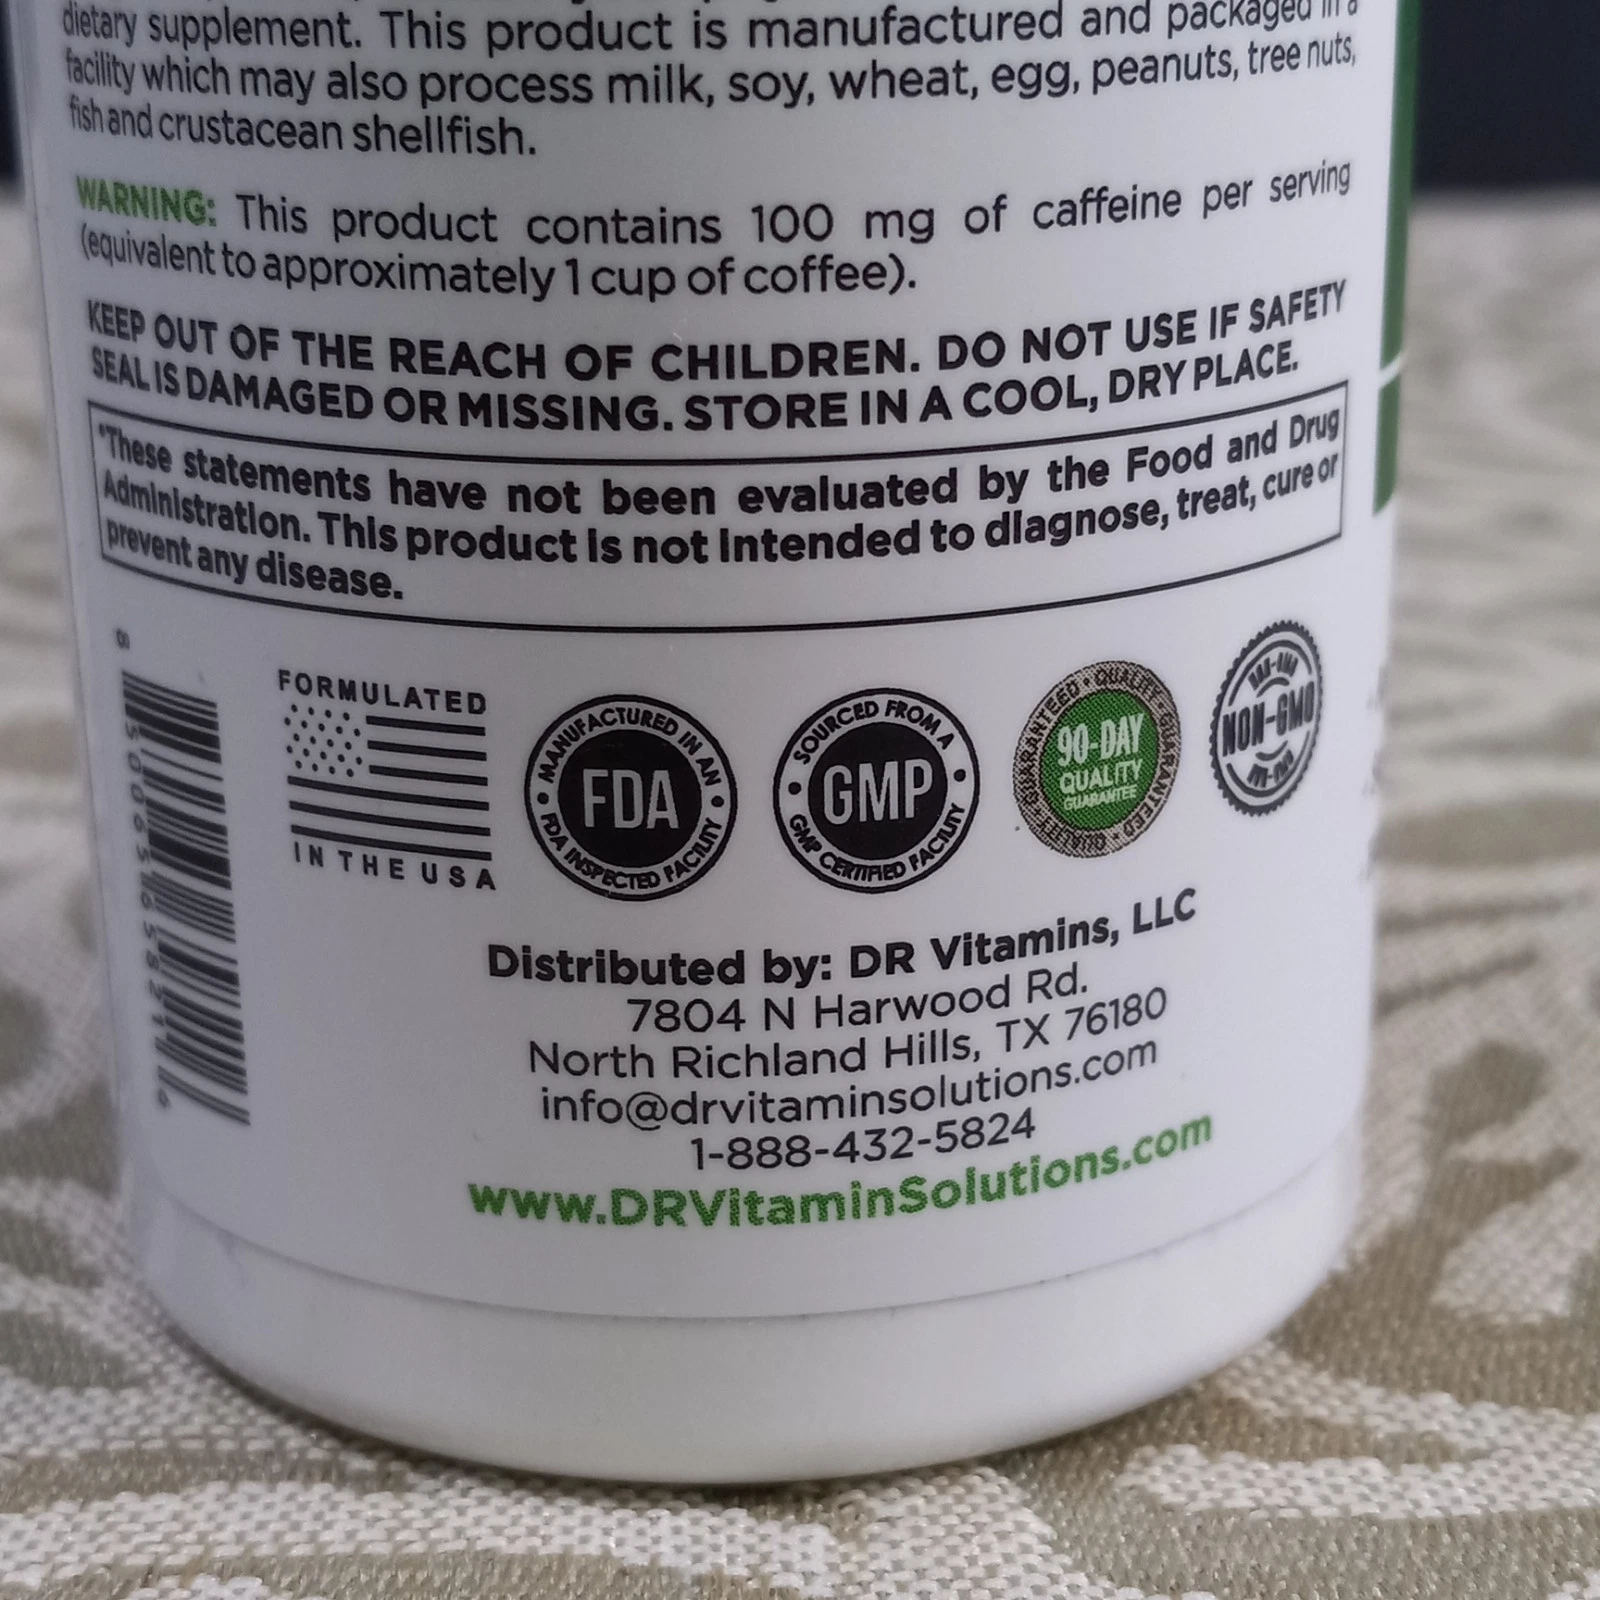 dietary supplement. This product is manufactured and packaged in a
facility which may also process milk, soy, wheat, egg, peanuts, tree nuts,
fish and crustacean shellfish.
WARNING: This product contains 100 mg of caffeine per serving
(equivalent to approximately 1 cup of coffee).
KEEP OUT OF THE REACH OF CHILDREN. DO NOT USE IF SAFETY
SEAL IS DAMAGED OR MISSING. STORE IN A COOL, DRY PLACE.
*These statements have not been evaluated by the Food and Drug
Administration. This product is not intended to diagnose, treat, cure or
prevent any disease.
FORMULATED
IN THE USA
MANUFACTURED IN AN
FDA
FDA INSPECTED FACILITY
SOURCED FROM A
GMP
GMP CERTIFIED FACILITY
QUALITY GUARANTEED
90-DAY
QUALITY
GUARANTEE
NON-GMO
NON-GMO
Distributed by: DR Vitamins, LLC
7804 N Harwood Rd.
North Richland Hills, TX 76180
info@drvitaminsolutions.com
1-888-432-5824
www.DRVitaminSolutions.com